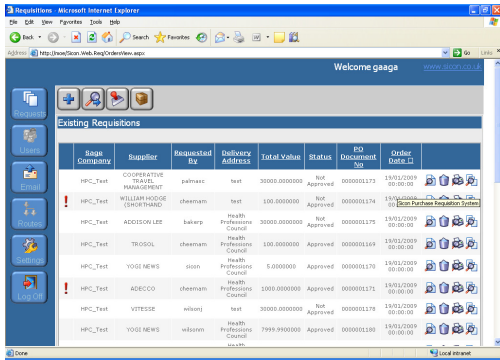 Requisitions - Microsoft Internet Explorer
File Edit View Favorites Tools Help
Back Search Favorites
Address http://inoe/Sicon.Web.Req/OrdersView.aspx Go Links
Welcome gaaga www.sicon.co.uk
Requests
Users
Email
Routes
Settings
Log Off
Existing Requisitions
Sage Company Supplier Requested By Delivery Address Total Value Status PO Document No Order Date
HPC_Test COOPERATIVE TRAVEL MANAGEMENT palmasc test 30000.0000000 Not Approved 0000001173 19/01/2009 00:00:00
! HPC_Test WILLIAM HODGE (SHORTHAND) cheemam test 100.0000000 Not Approved 0000001174 19/01/2009 00:00:00
Sicon Purchase Requisition System
HPC_Test ADDISON LEE bakerp Health Professions Council 30000.0000000 Not Approved 0000001175 19/01/2009 00:00:00
HPC_Test TROSOL cheemam Health Professions Council 100.0000000 Approved 0000001169 19/01/2009 00:00:00
HPC_Test YOGI NEWS sicon Health Professions Council 5.0000000 Approved 0000001170 19/01/2009 00:00:00
! HPC_Test ADECCO cheemam Health Professions Council 1000.0000000 Approved 0000001171 19/01/2009 00:00:00
HPC_Test VITESSE wilsonj test 30000.0000000 Not Approved 0000001178 19/01/2009 00:00:00
HPC_Test YOGI NEWS wilsonm Health Professions Council 7999.9900000 Approved 0000001180 19/01/2009 00:00:00
Health
Done Local intranet